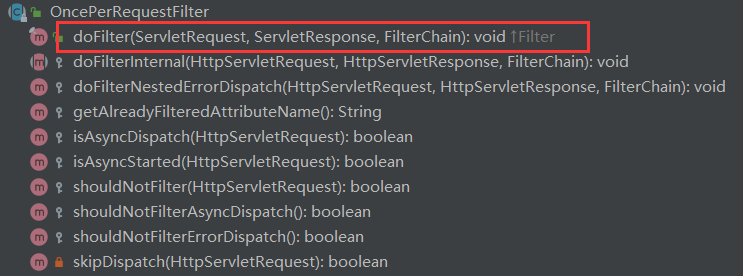 OncePerRequestFilter
doFilter(ServletRequest, ServletResponse, FilterChain): void ↑Filter
doFilterInternal(HttpServletRequest, HttpServletResponse, FilterChain): void
doFilterNestedErrorDispatch(HttpServletRequest, HttpServletResponse, FilterChain): void
getAlreadyFilteredAttributeName(): String
isAsyncDispatch(HttpServletRequest): boolean
isAsyncStarted(HttpServletRequest): boolean
shouldNotFilter(HttpServletRequest): boolean
shouldNotFilterAsyncDispatch(): boolean
shouldNotFilterErrorDispatch(): boolean
skipDispatch(HttpServletRequest): boolean